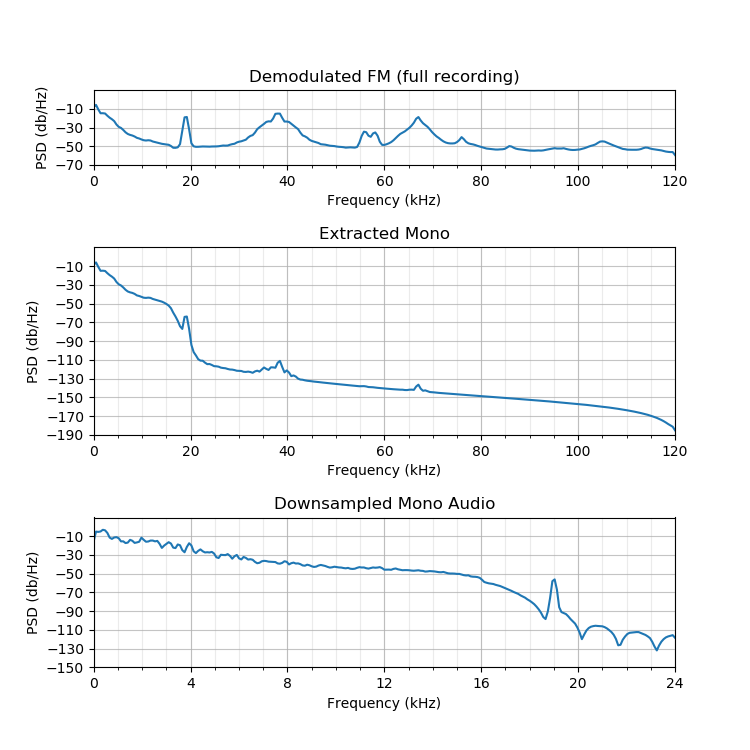 Demodulated FM (full recording)
PSD (db/Hz)
−10
−30
−50
−70
0 20 40 60 80 100 120
Frequency (kHz)
Extracted Mono
PSD (db/Hz)
−10
−30
−50
−70
−90
−110
−130
−150
−170
−190
0 20 40 60 80 100 120
Frequency (kHz)
Downsampled Mono Audio
PSD (db/Hz)
−10
−30
−50
−70
−90
−110
−130
−150
0 4 8 12 16 20 24
Frequency (kHz)